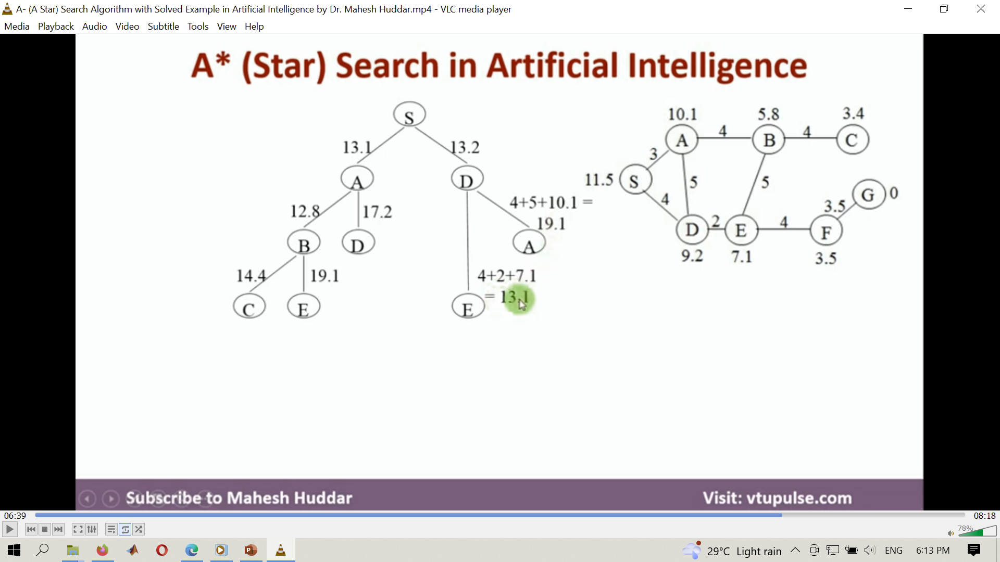 A- (A Star) Search Algorithm with Solved Example in Artificial Intelligence by Dr. Mahesh Huddar.mp4 - VLC media player
Media Playback Audio Video Subtitle Tools View Help
A* (Star) Search in Artificial Intelligence
S
13.1 13.2
A D
12.8 17.2
4+5+10.1 =
19.1
B D A
14.4 19.1
4+2+7.1
= 13.1
C E E
10.1 5.8 3.4
A 4 B 4 C
3
11.5 S 5 5
4 3.5 G 0
D 2 E 4 F
9.2 7.1 3.5
Subscribe to Mahesh Huddar Visit: vtupulse.com
06:39 08:18
78%
29°C Light rain ENG 6:13 PM